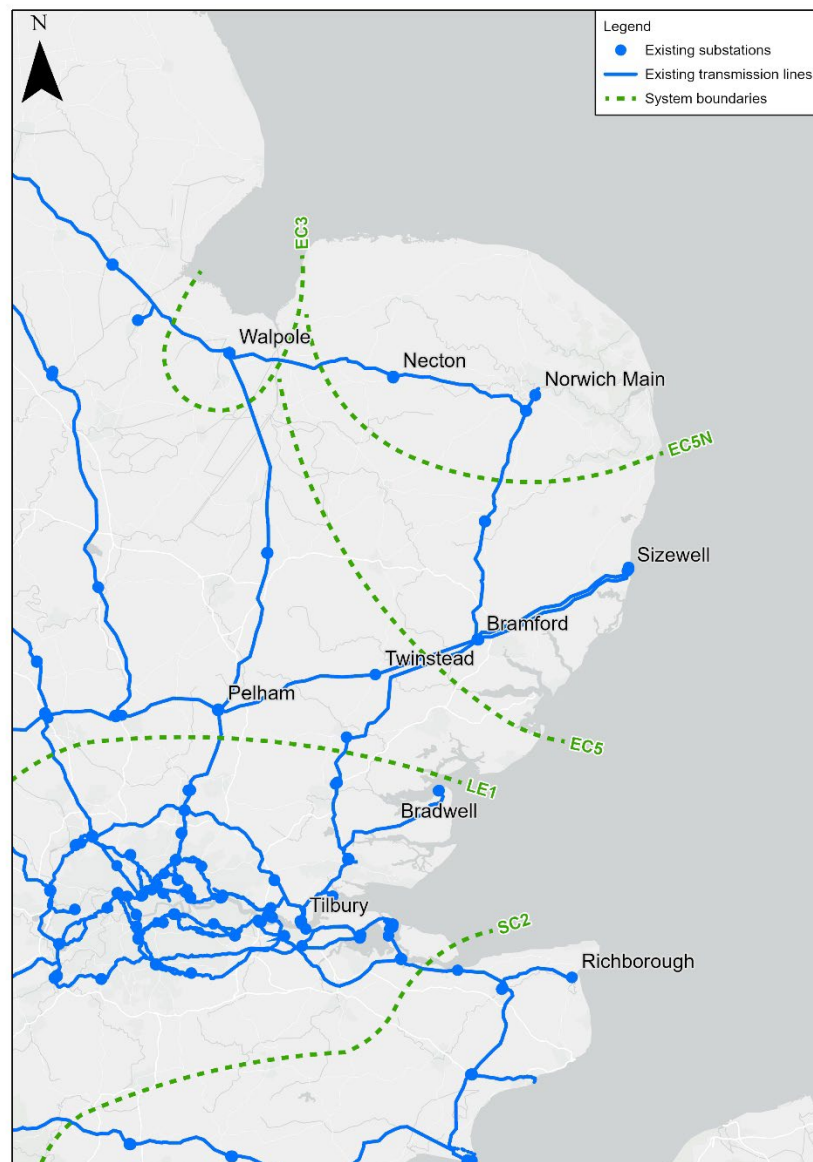 N
Legend
Existing substations
Existing transmission lines
System boundaries
EC3
Walpole
Necton
Norwich Main
EC5N
Sizewell
Bramford
Twinstead
Pelham
EC5
LE1
Bradwell
Tilbury
SC2
Richborough